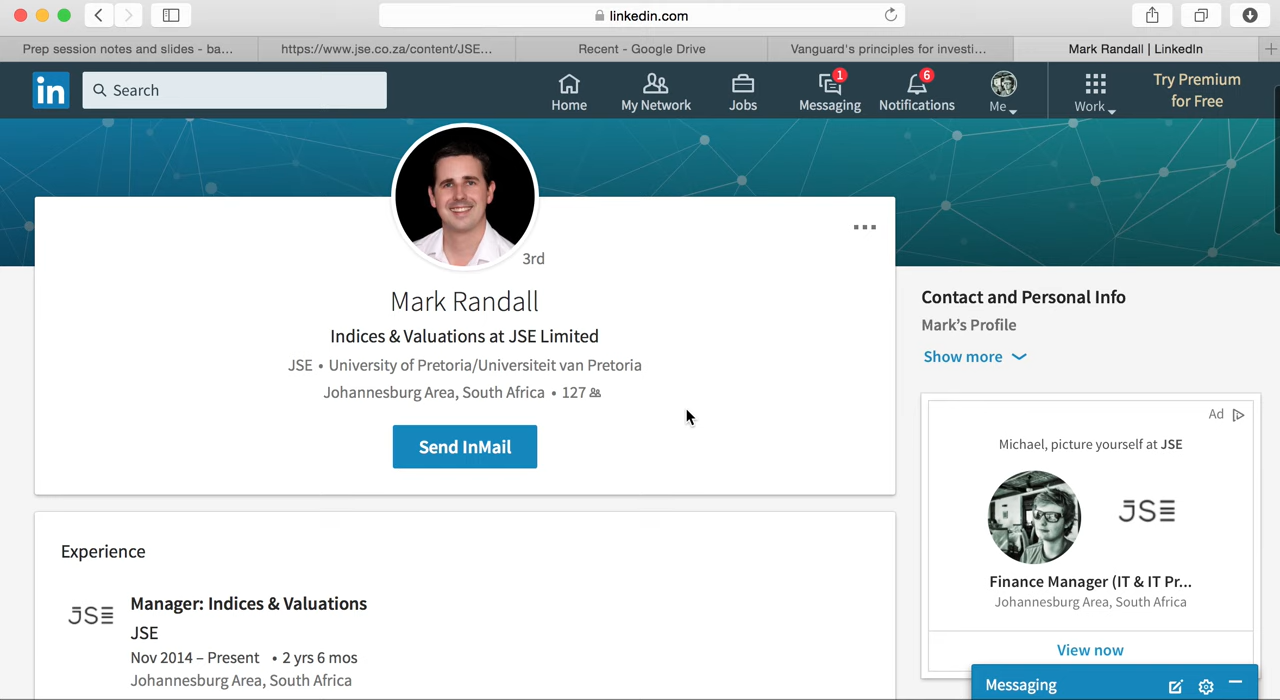 linkedin.com
Prep session notes and slides - ba...
https://www.jse.co.za/content/JSE...
Recent - Google Drive
Vanguard's principles for investi...
Mark Randall | LinkedIn
in
Search
Home
My Network
Jobs
1
Messaging
6
Notifications
Me
Work
Try Premium
for Free
3rd
Mark Randall
Indices & Valuations at JSE Limited
JSE • University of Pretoria/Universiteit van Pretoria
Johannesburg Area, South Africa • 127
Send InMail
Experience
JSE
Manager: Indices & Valuations
JSE
Nov 2014 – Present • 2 yrs 6 mos
Johannesburg Area, South Africa
Contact and Personal Info
Mark’s Profile
Show more
Ad
Michael, picture yourself at JSE
JSE
Finance Manager (IT & IT Pr...
Johannesburg Area, South Africa
View now
Messaging